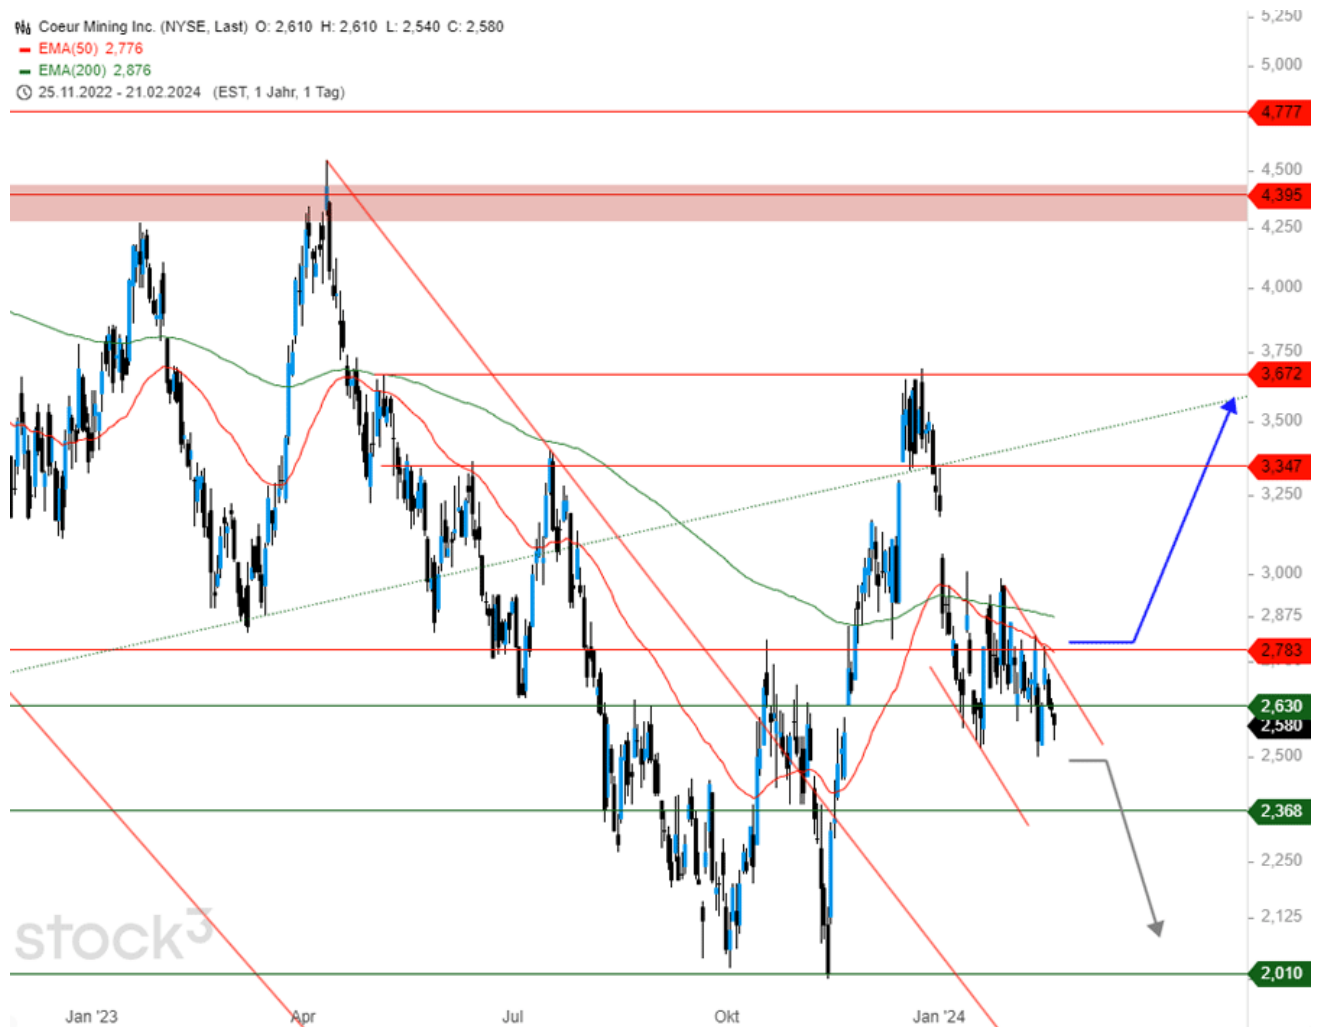 Coeur Mining Inc. (NYSE, Last) O: 2,610 H: 2,610 L: 2,540 C: 2,580
EMA(50) 2,776
EMA(200) 2,876
25.11.2022 - 21.02.2024 (EST, 1 Jahr, 1 Tag)
5,250
5,000
4,777
4,500
4,395
4,250
4,000
3,750
3,672
3,500
3,347
3,250
3,000
2,875
2,783
2,630
2,580
2,500
2,368
2,250
2,125
2,010
stock3
Jan '23
Apr
Jul
Okt
Jan '24